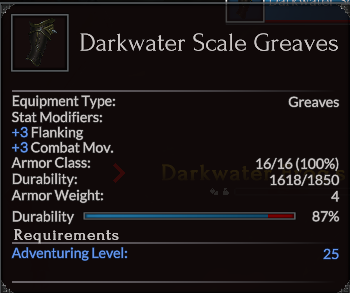 Darkwater Scale Greaves
Equipment Type: Greaves
Stat Modifiers:
+3 Flanking
+3 Combat Mov.
Armor Class: 16/16 (100%)
Durability: 1618/1850
Armor Weight: 4
Durability 87%
Requirements
Adventuring Level: 25